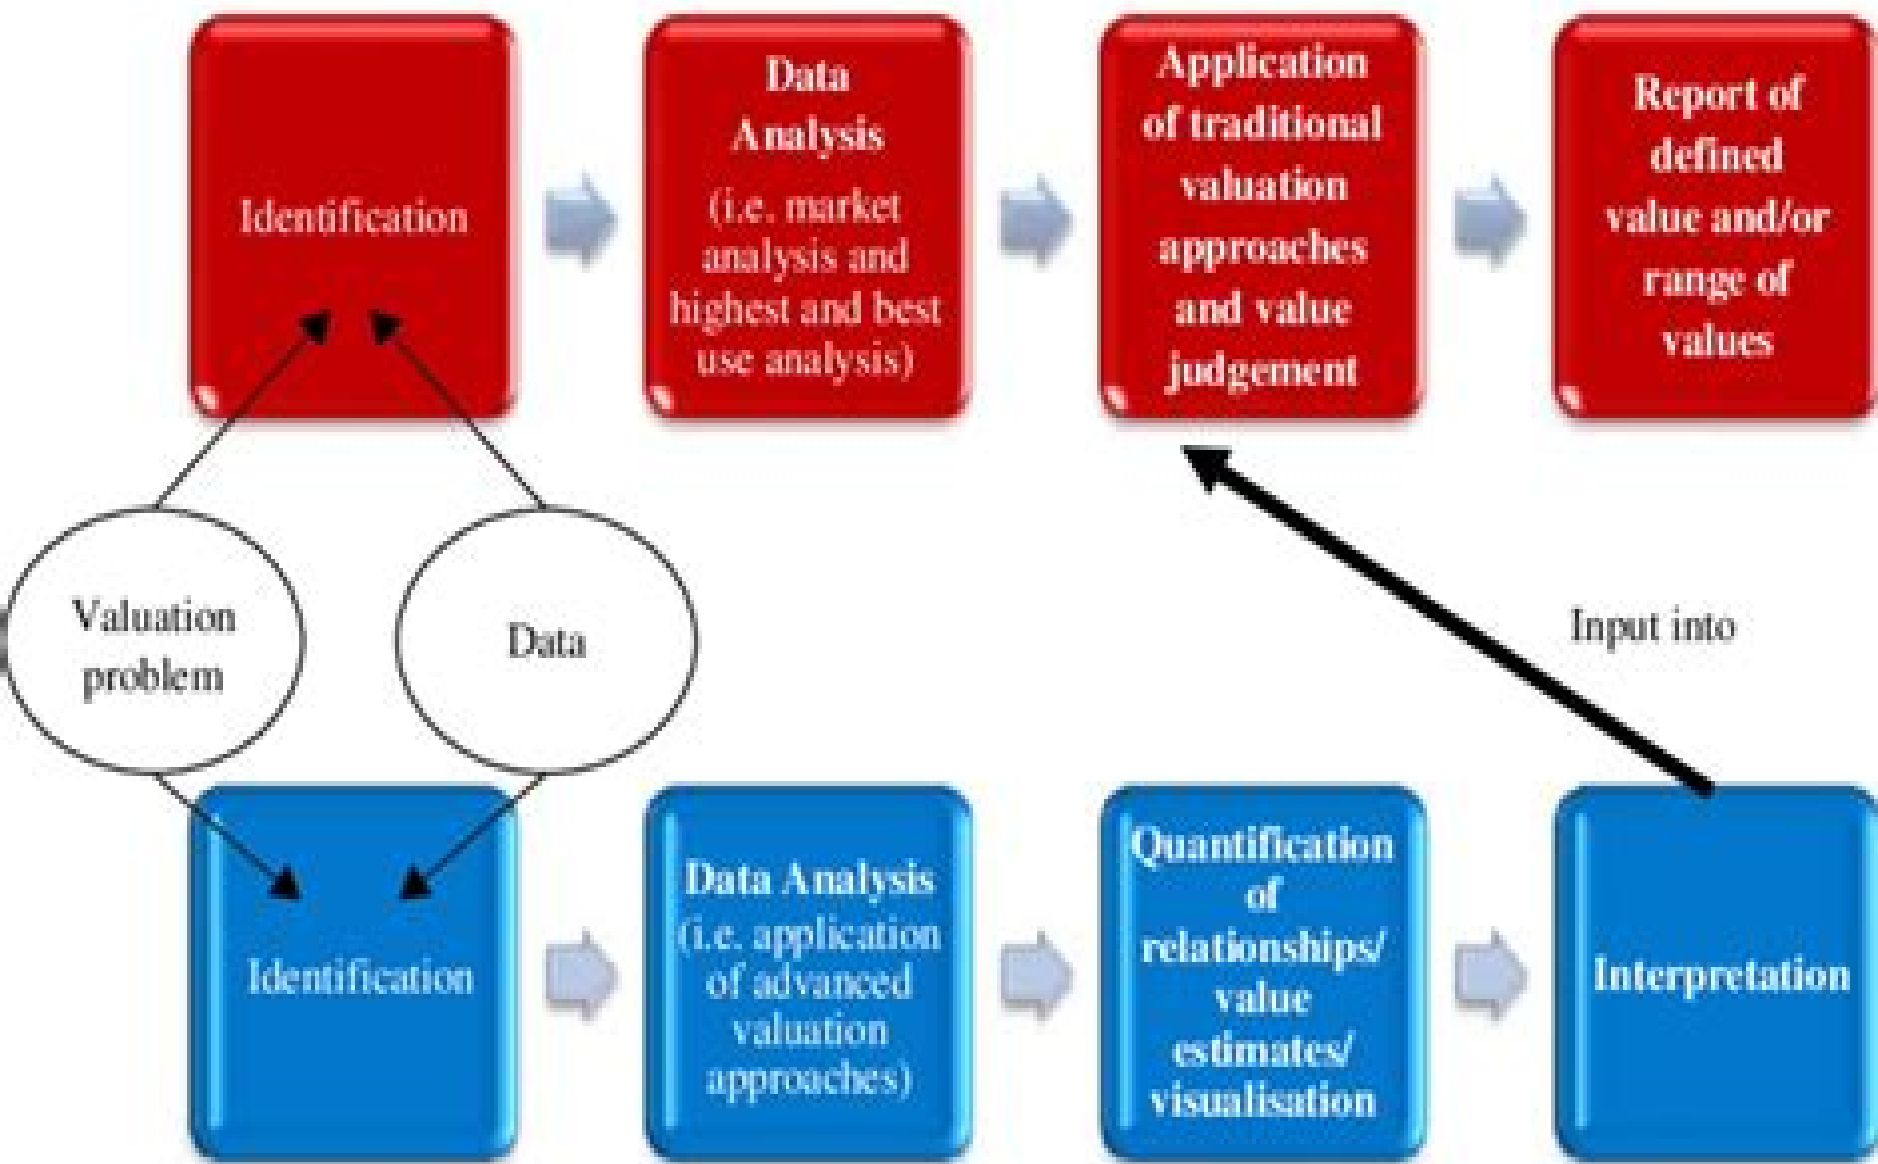 Identification
Data
Analysis
(i.e. market
analysis and
highest and best
use analysis)
Application
of traditional
valuation
approaches
and value
judgement
Report of
defined
value and/or
range of
values
Valuation
problem
Data
Input into
Identification
Data Analysis
(i.e. application
of advanced
valuation
approaches)
Quantification
of
relationships/
value
estimates/
visualisation
Interpretation